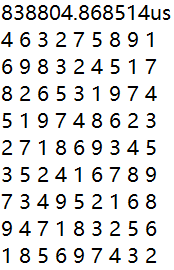 838804.868514us
4 6 3 2 7 5 8 9 1
6 9 8 3 2 4 5 1 7
8 2 6 5 3 1 9 7 4
5 1 9 7 4 8 6 2 3
2 7 1 8 6 9 3 4 5
3 5 2 4 1 6 7 8 9
7 3 4 9 5 2 1 6 8
9 4 7 1 8 3 2 5 6
1 8 5 6 9 7 4 3 2